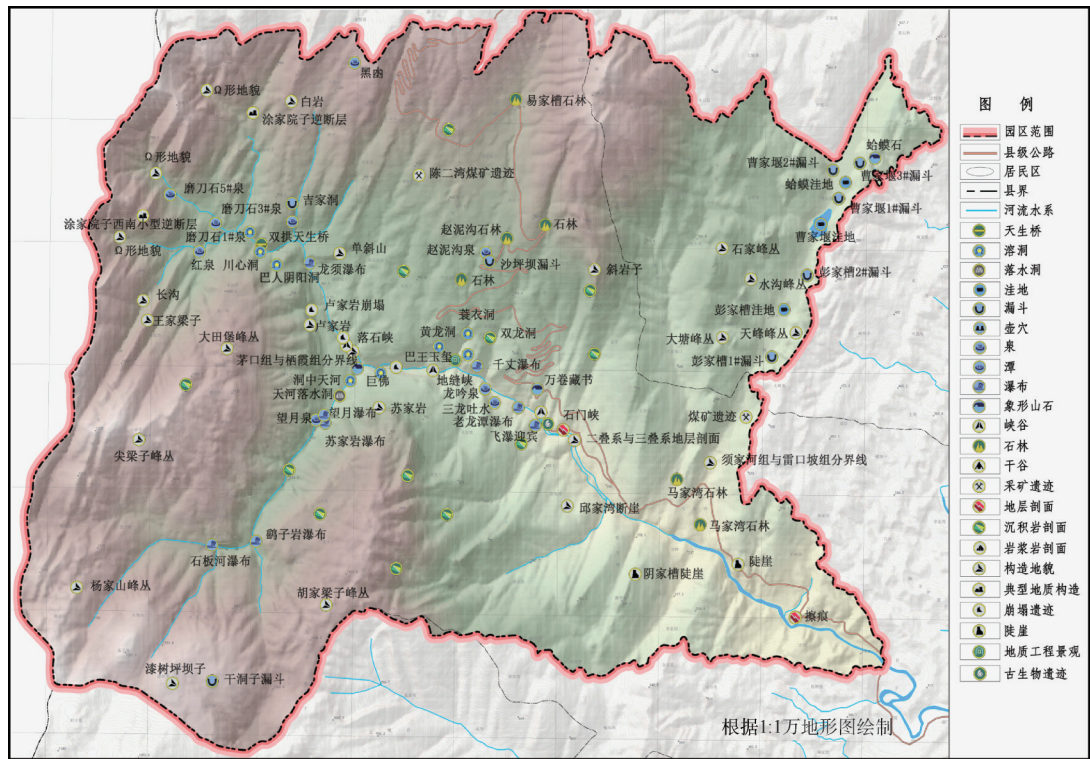 黑凼
Ω形地貌
白岩
涂家院子逆断层
易家槽石林
Ω形地貌
陈二湾煤矿遗迹
曹家堰2#漏斗
蛤蟆石
曹家堰3#漏斗
蛤蟆洼地
磨刀石5#泉
吉家洞
曹家堰1#漏斗
磨刀石3#泉
涂家院子西南小型逆断层
磨刀石1#泉
双拱天生桥
赵泥沟石林
石林
曹家堰洼地
Ω形地貌
单斜山
赵泥沟泉
石家峰丛
红泉
川心洞
龙须瀑布
沙坪坝漏斗
斜岩子
巴人阴阳洞
石林
水沟峰丛
彭家槽2#漏斗
长沟
卢家岩崩塌
彭家槽洼地
王家梁子
卢家岩
蓑衣洞
大田堡峰丛
落石峡
黄龙洞
双龙洞
大塘峰丛
天峰峰丛
茅口组与栖霞组分界线
巴王玉玺
千丈瀑布
彭家槽1#漏斗
洞中天河
巨佛
地缝峡
万卷藏书
天河落水洞
龙吟泉
望月泉
望月瀑布
苏家岩
三龙吐水
石门峡
煤矿遗迹
苏家岩瀑布
老龙潭瀑布
飞瀑迎宾
二叠系与三叠系地层剖面
尖梁子峰丛
须家河组与雷口坡组分界线
马家湾石林
邱家湾断崖
马家湾石林
鹞子岩瀑布
石板河瀑布
陡崖
阴家槽陡崖
杨家山峰丛
胡家梁子峰丛
擦痕
漆树坪坝子
干洞子漏斗
根据1:1万地形图绘制
图 例
园区范围
县级公路
居民区
县界
河流水系
天生桥
溶洞
落水洞
洼地
漏斗
壶穴
泉
潭
瀑布
象形山石
峡谷
石林
干谷
采矿遗迹
地层剖面
沉积岩剖面
岩浆岩剖面
构造地貌
典型地质构造
崩塌遗迹
陡崖
地质工程景观
古生物遗迹